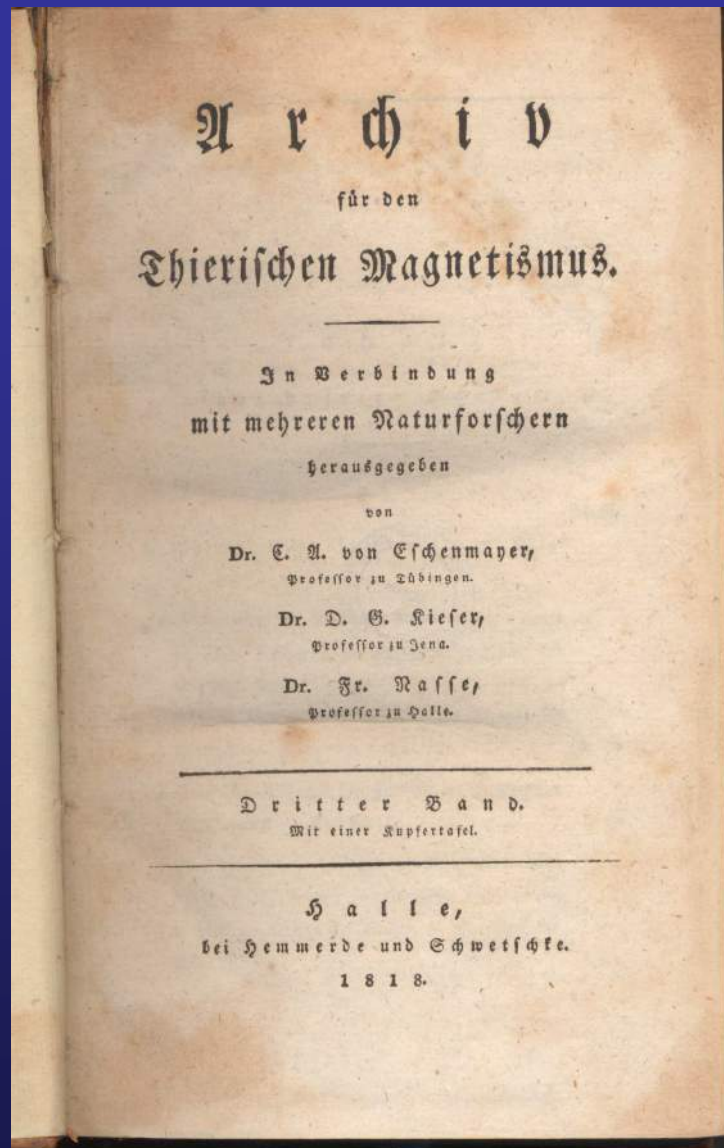 Archiv
für den
Thierischen Magnetismus.
In Verbindung
mit mehreren Naturforschern
herausgegeben
von
Dr. C. A. von Eschenmayer,
Professor zu Tübingen.
Dr. D. G. Kieser,
Professor zu Jena.
Dr. Fr. Nasse,
Professor zu Halle.
Dritter Band.
Mit einer Kupfertafel.
Halle,
bei Hemmerde und Schwetschke.
1818.